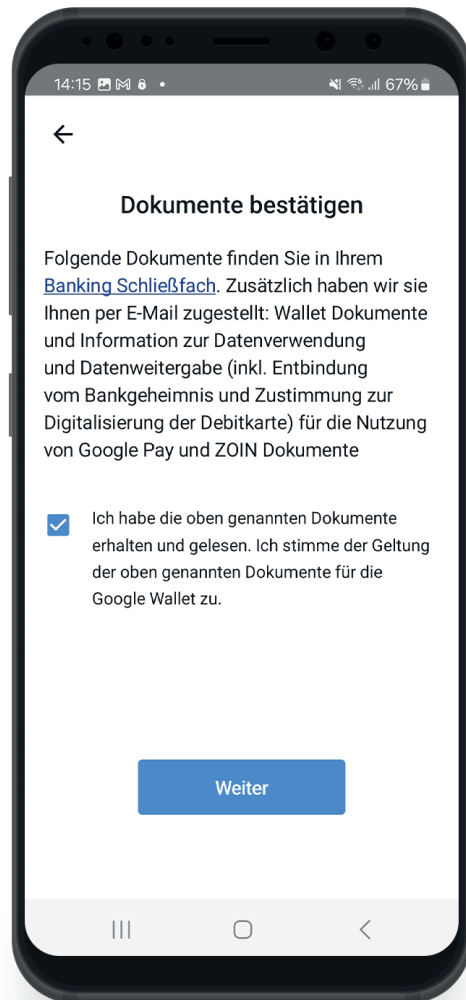 14:15
67%
Dokumente bestätigen
Folgende Dokumente finden Sie in Ihrem
Banking Schließfach. Zusätzlich haben wir sie
Ihnen per E-Mail zugestellt: Wallet Dokumente
und Information zur Datenverwendung
und Datenweitergabe (inkl. Entbindung
vom Bankgeheimnis und Zustimmung zur
Digitalisierung der Debitkarte) für die Nutzung
von Google Pay und ZOIN Dokumente
Ich habe die oben genannten Dokumente
erhalten und gelesen. Ich stimme der Geltung
der oben genannten Dokumente für die
Google Wallet zu.
Weiter